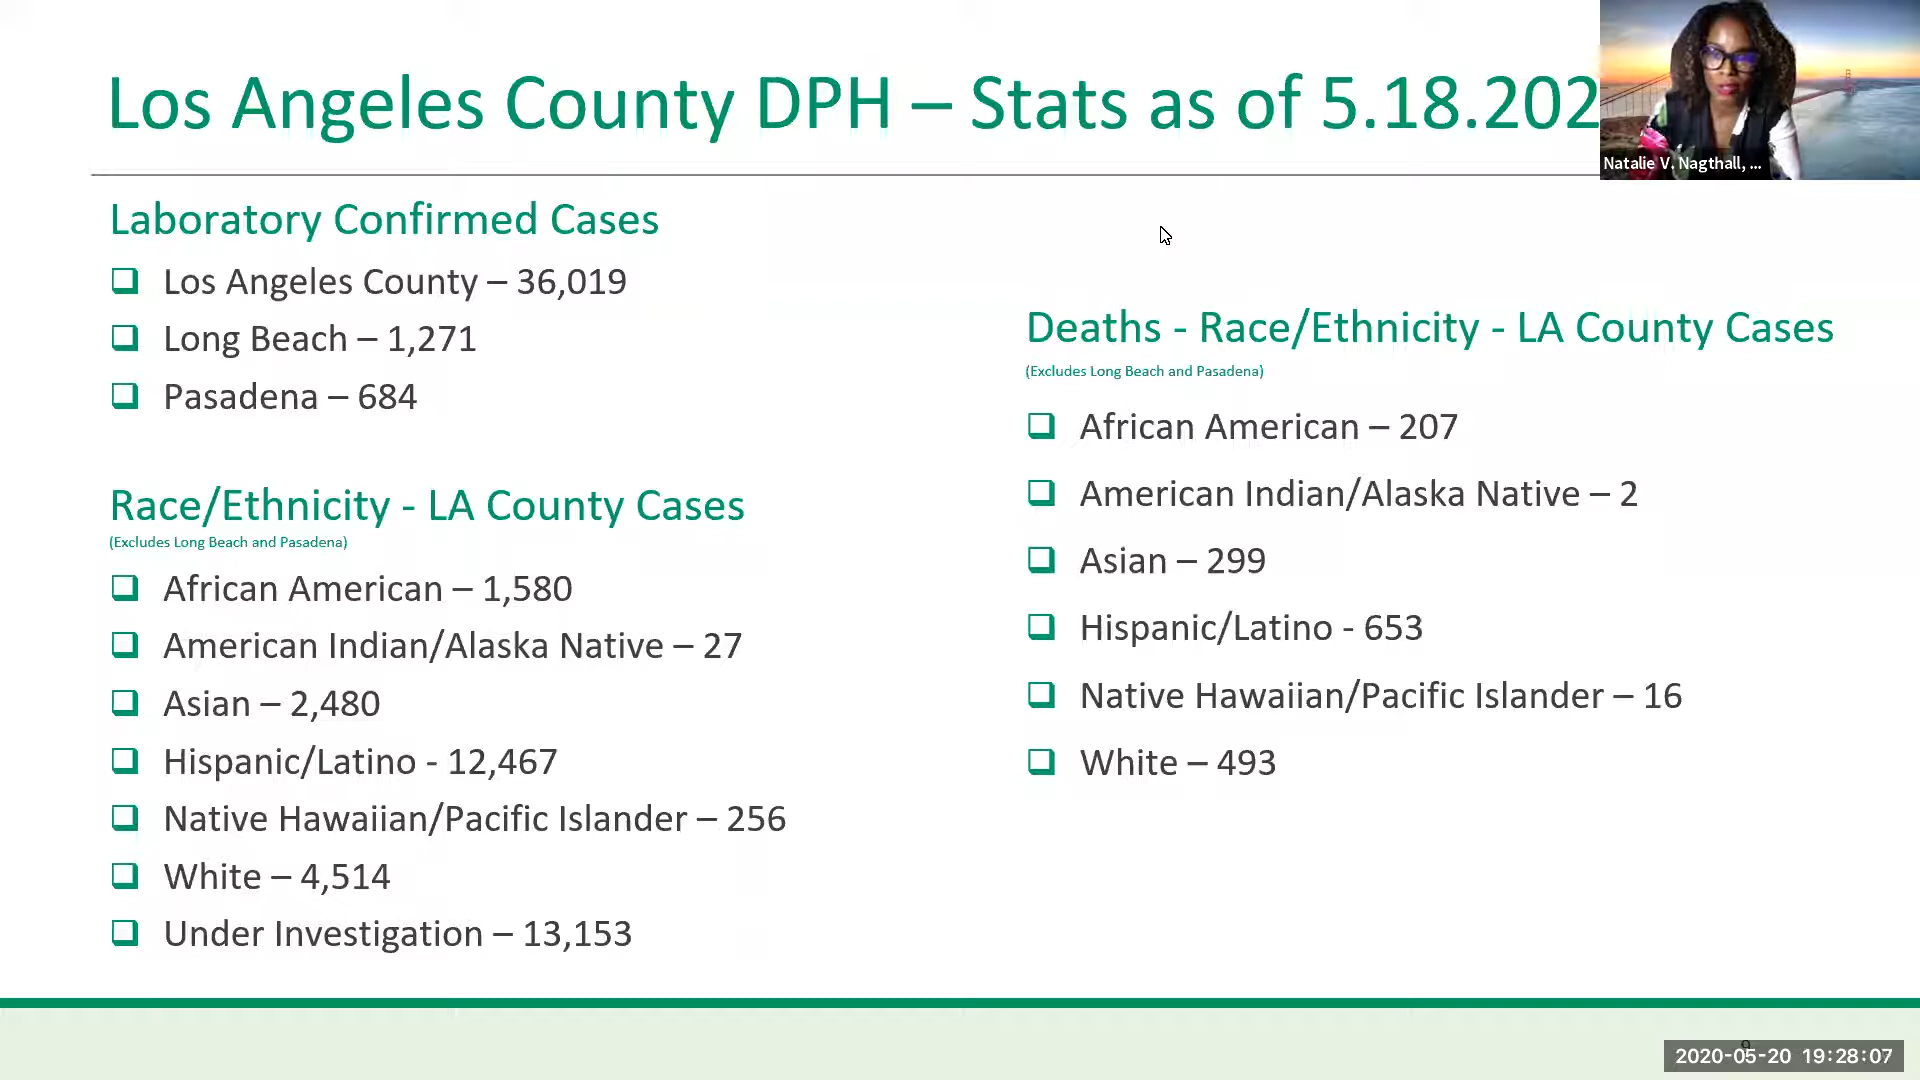 Los Angeles County DPH – Stats as of 5.18.202
Natalie V. Nagthall, ...
Laboratory Confirmed Cases
Los Angeles County – 36,019
Long Beach – 1,271
Pasadena – 684
Race/Ethnicity - LA County Cases
(Excludes Long Beach and Pasadena)
African American – 1,580
American Indian/Alaska Native – 27
Asian – 2,480
Hispanic/Latino - 12,467
Native Hawaiian/Pacific Islander – 256
White – 4,514
Under Investigation – 13,153
Deaths - Race/Ethnicity - LA County Cases
(Excludes Long Beach and Pasadena)
African American – 207
American Indian/Alaska Native – 2
Asian – 299
Hispanic/Latino - 653
Native Hawaiian/Pacific Islander – 16
White – 493
2020-05-20 19:28:07